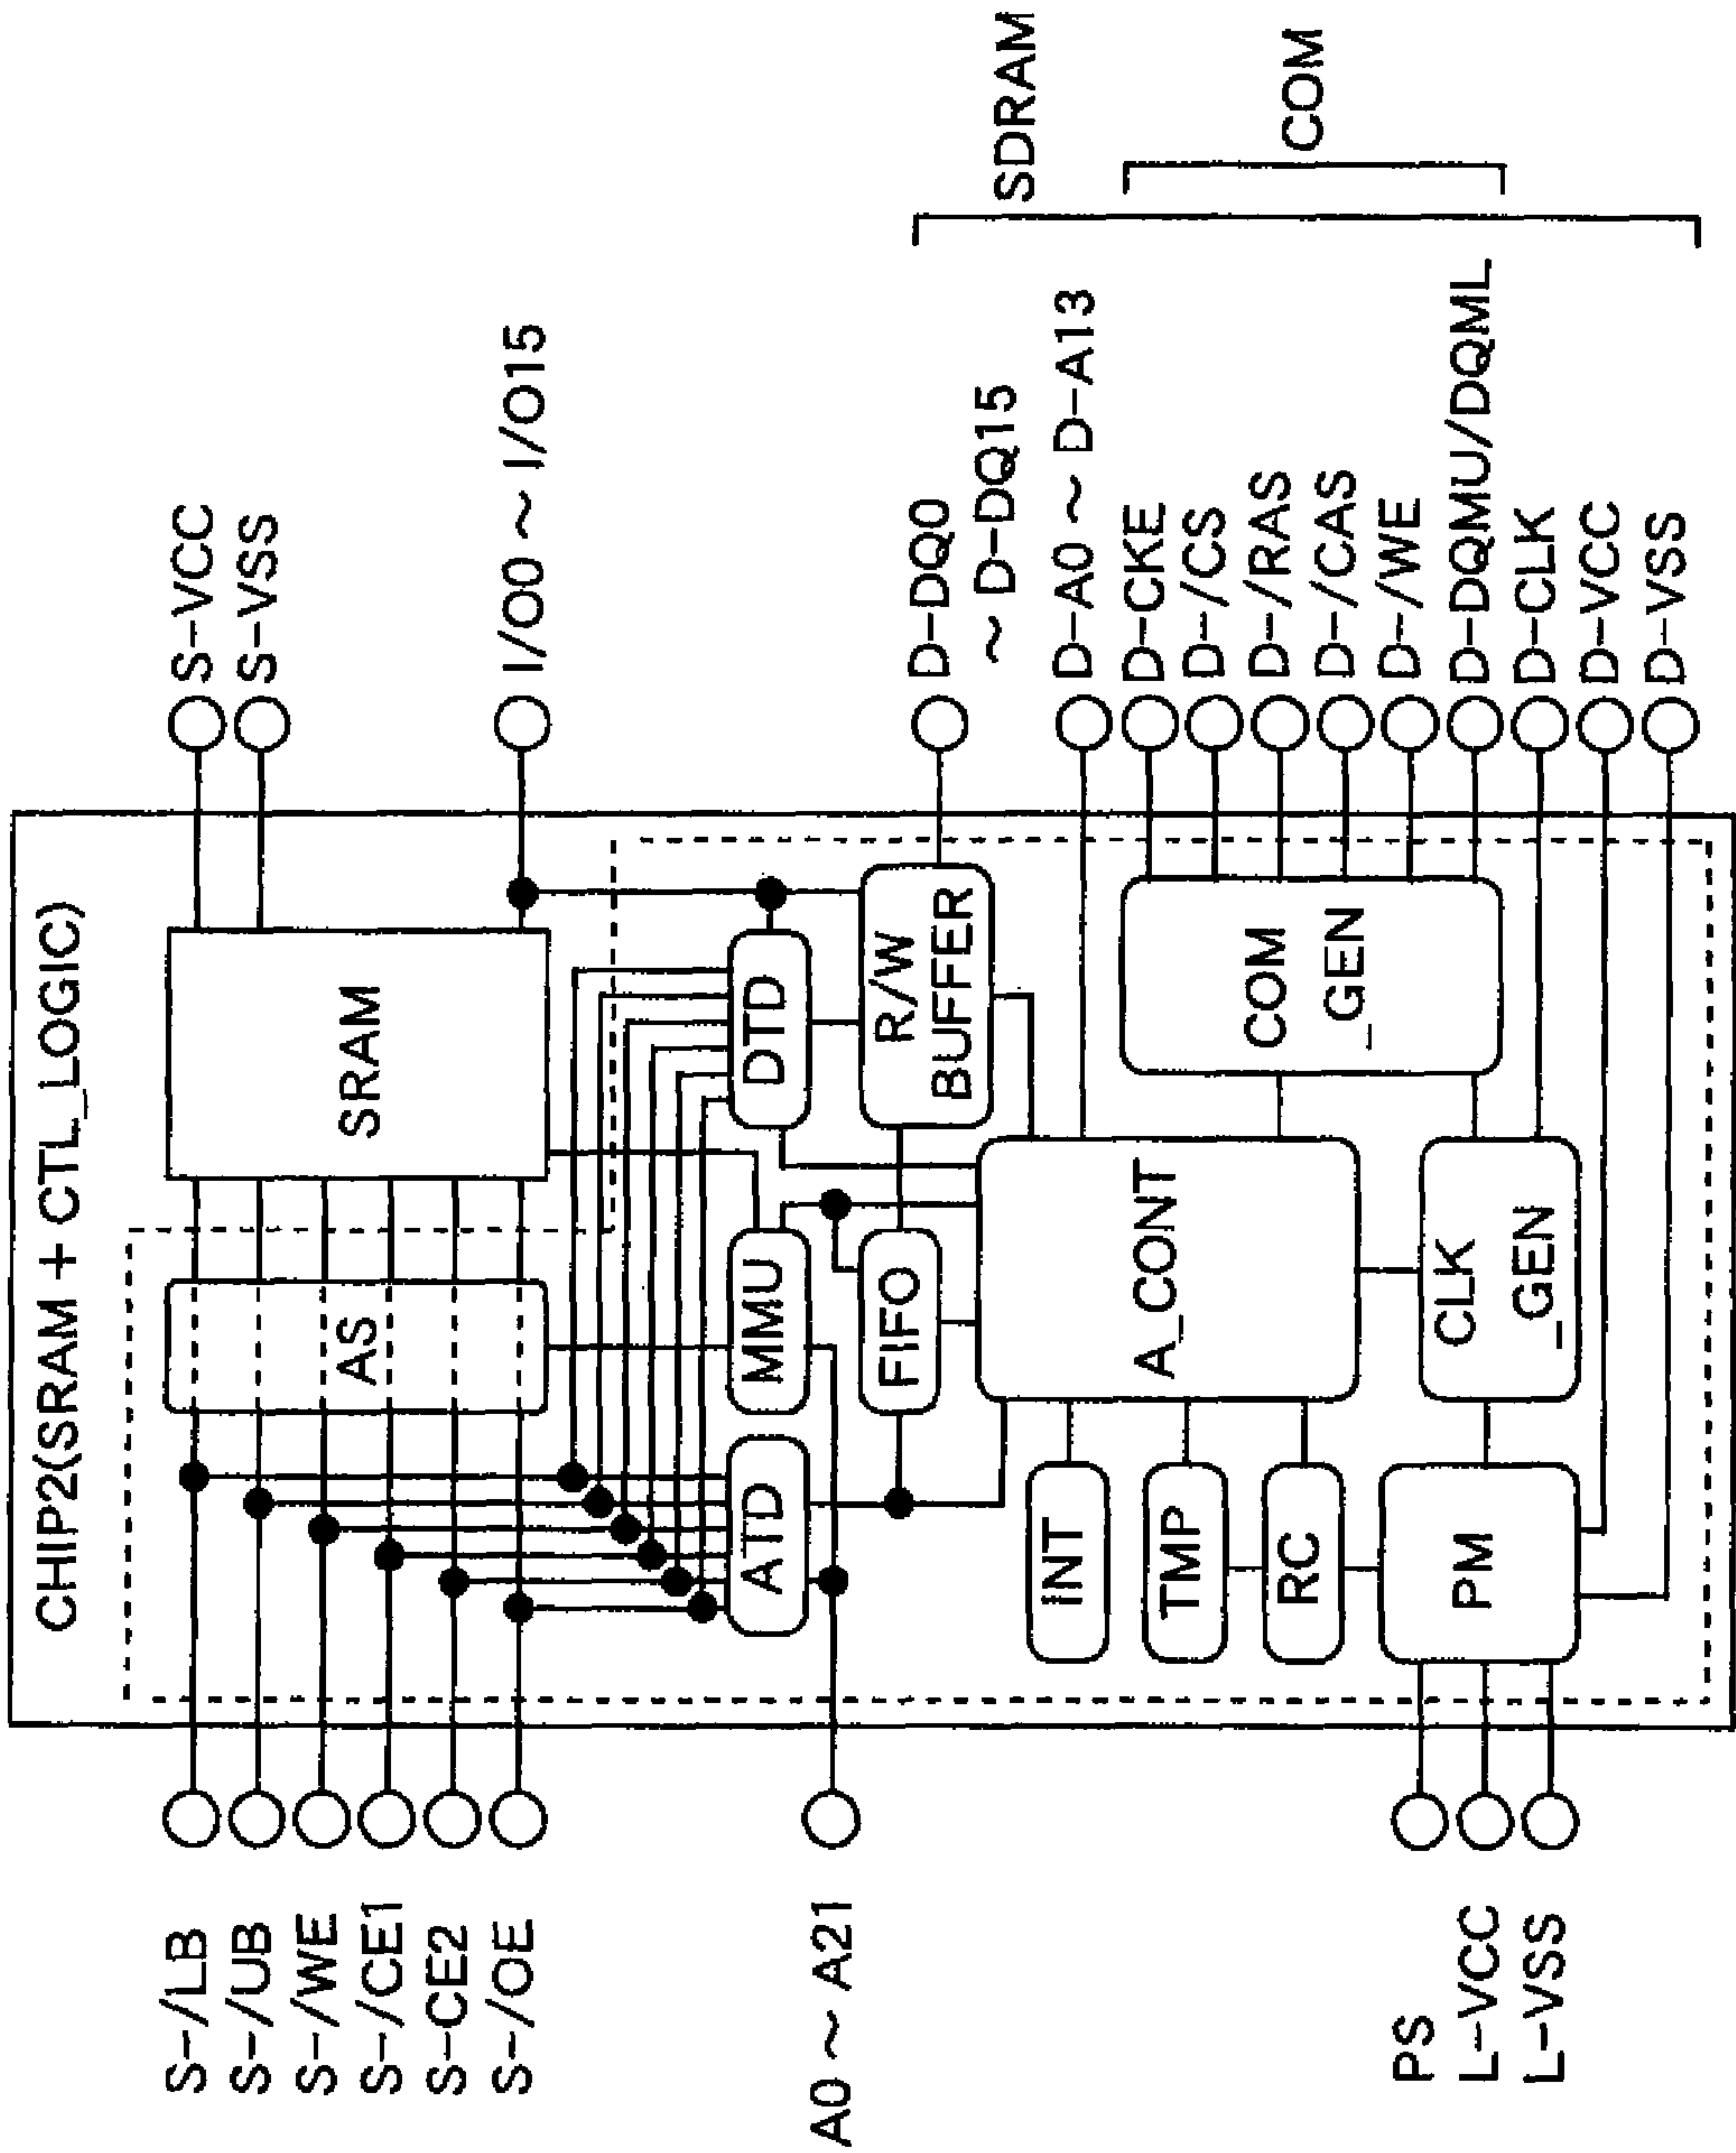 CHIP2(SRAM + CTL_LOGIC)
S-/LB
S-/UB
S-/WE
S-/CE1
S-CE2
S-/OE
A0 ~ A21
PS
L-VCC
L-VSS
AS
SRAM
ATD
MMU
DTD
FIFO
R/W
BUFFER
INT
TMP
RC
PM
A_CONT
CLK
_GEN
COM
_GEN
S-VCC
S-VSS
I/O0 ~ I/O15
D-DQ0
~ D-DQ15
D-A0 ~ D-A13
D-CKE
D-/CS
D-/RAS
D-/CAS
D-/WE
D-DQMU/DQML
D-CLK
D-VCC
D-VSS
SDRAM
COM